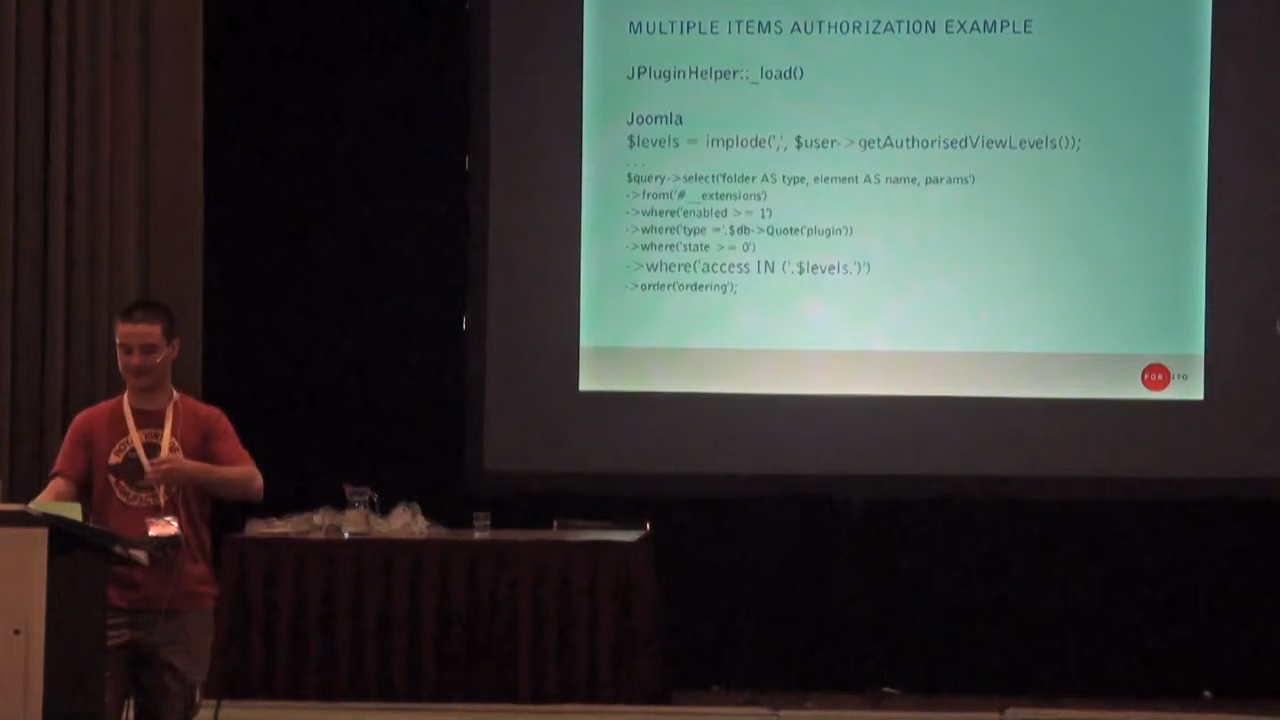 MULTIPLE ITEMS AUTHORIZATION EXAMPLE
JPluginHelper::_load()
Joomla
$levels = implode(',', $user->getAuthorisedViewLevels());
...
$query->select('folder AS type, element AS name, params')
->from('#__extensions')
->where('enabled >= 1')
->where('type ='.$db->Quote('plugin'))
->where('state >= 0')
->where('access IN ('.$levels.')')
->order('ordering');